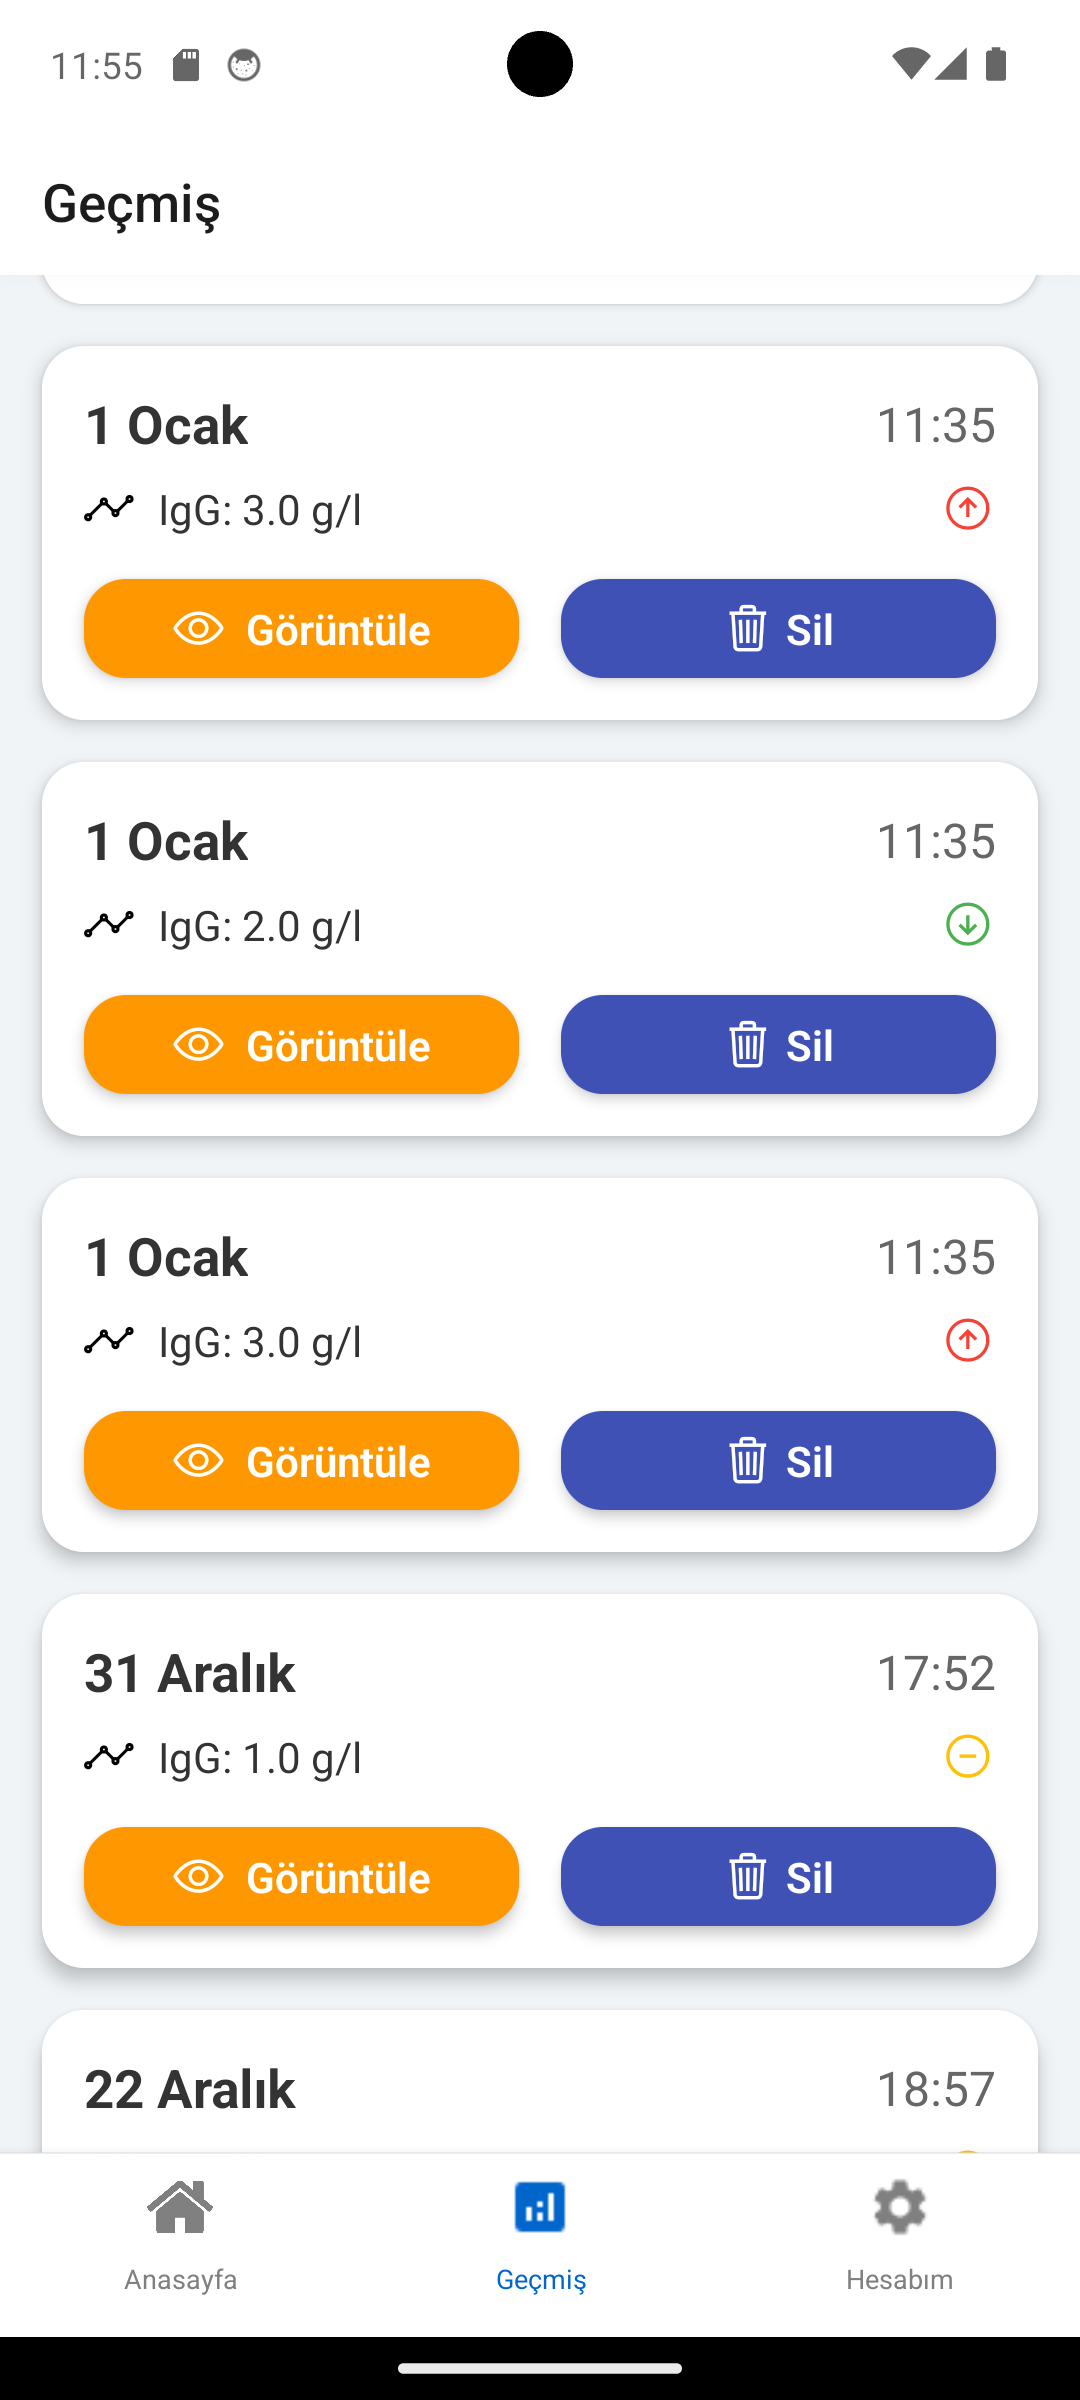 11:55
Geçmiş
1 Ocak 11:35
IgG: 3.0 g/l
Görüntüle Sil
1 Ocak 11:35
IgG: 2.0 g/l
Görüntüle Sil
1 Ocak 11:35
IgG: 3.0 g/l
Görüntüle Sil
31 Aralık 17:52
IgG: 1.0 g/l
Görüntüle Sil
22 Aralık 18:57
Anasayfa Geçmiş Hesabım